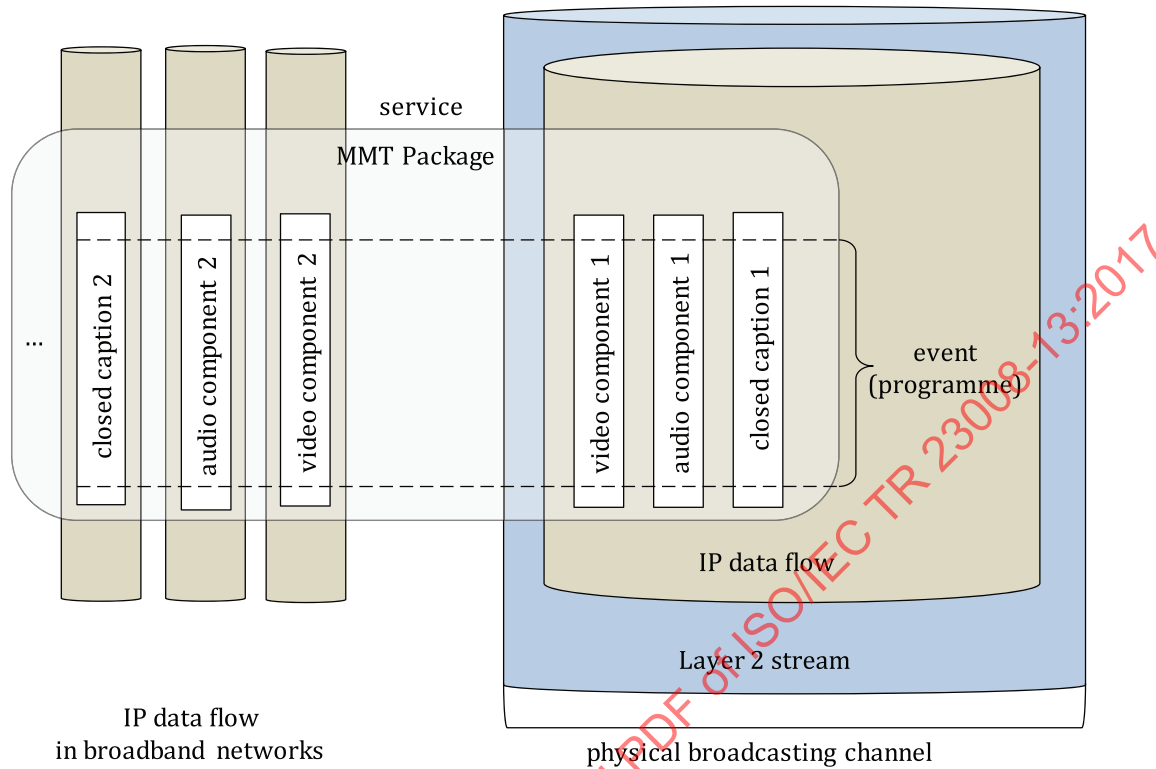 service
MMT Package
closed caption 2
audio component 2
video component 2
video component 1
audio component 1
closed caption 1
...
event
(programme)
IP data flow
Layer 2 stream
IP data flow
in broadband networks
physical broadcasting channel
PDF of ISO/IEC TR 23008-13:2017